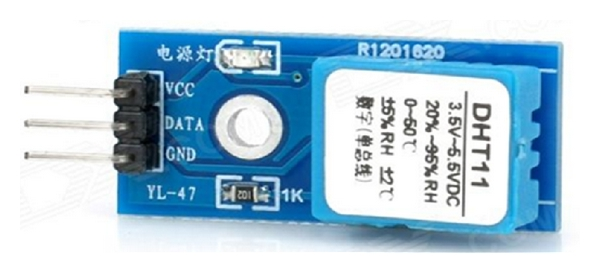 电源灯
R1201620
VCC
DATA
GND
YL-47
102
1K
DHT11
3.5V~5.5VDC
20%~95%RH
0~50℃
±5%RH ±2℃
数字(单总线)